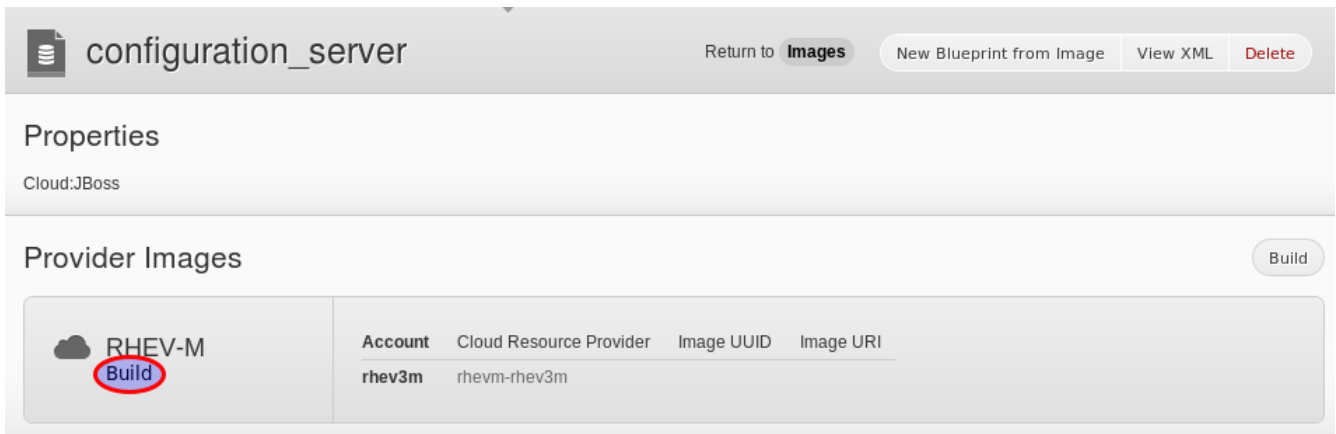 configuration_server
Return to Images
New Blueprint from Image
View XML
Delete
Properties
Cloud:JBoss
Provider Images
Build
RHEV-M
Build
Account Cloud Resource Provider Image UUID Image URI
rhev3m rhevm-rhev3m